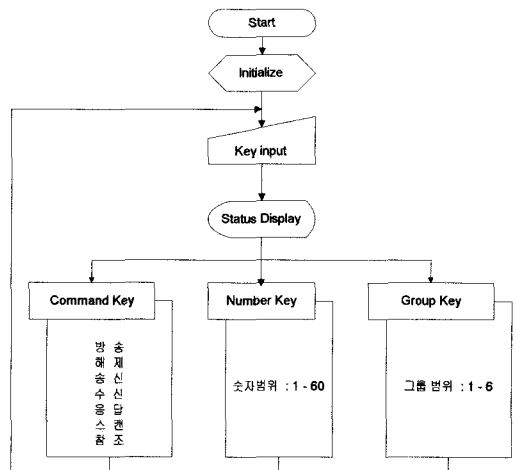 Start
Initialize
Key input
Status Display
Command Key
Number Key
Group Key
방 송
해 제
송 신
수 신
응 답
스 캔
참 조
숫자범위 : 1 - 60
그룹 범위 : 1 - 6